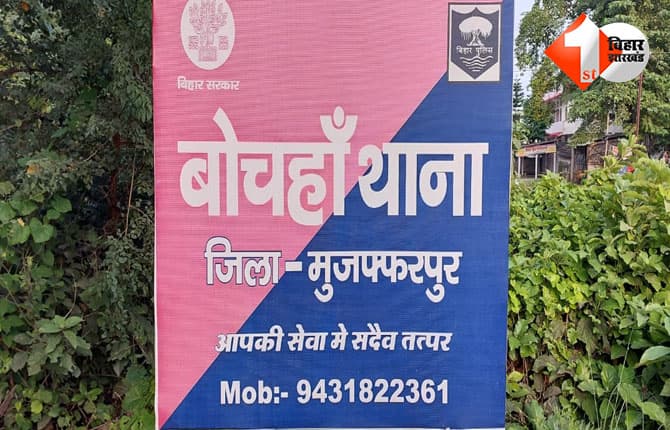 बिहार सरकार
बिहार पुलिस
1st
बिहार
झारखंड
बोचहाँ थाना
जिला - मुजफ्फरपुर
आपकी सेवा मे सदैव तत्पर
Mob:- 9431822361